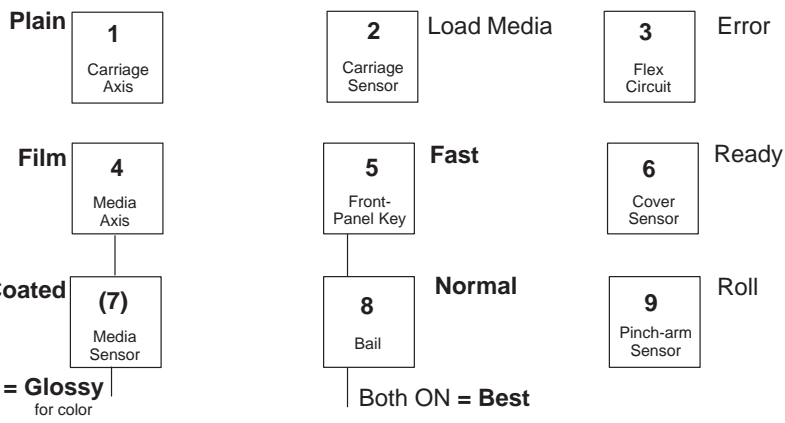 Plain
1
Carriage
Axis
2
Carriage
Sensor
Load Media
3
Flex
Circuit
Error
Film
4
Media
Axis
5
Front-
Panel Key
Fast
6
Cover
Sensor
Ready
Coated
(7)
Media
Sensor
8
Bail
Normal
9
Pinch-arm
Sensor
Roll
= Glossy
for color
Both ON = Best